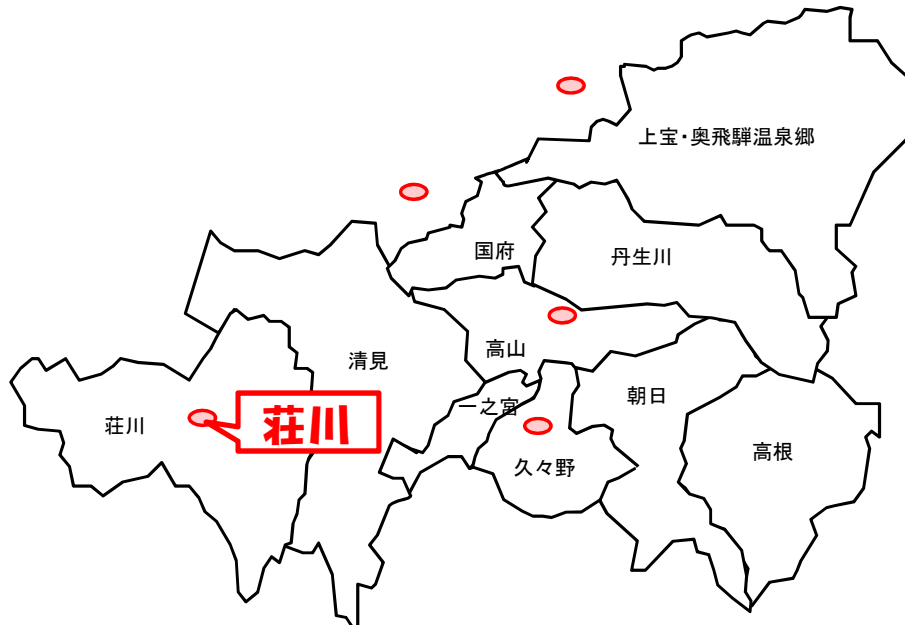 上宝・奥飛騨温泉郷
国府
丹生川
高山
清見
一之宮
朝日
荘川
荘川
久々野
高根